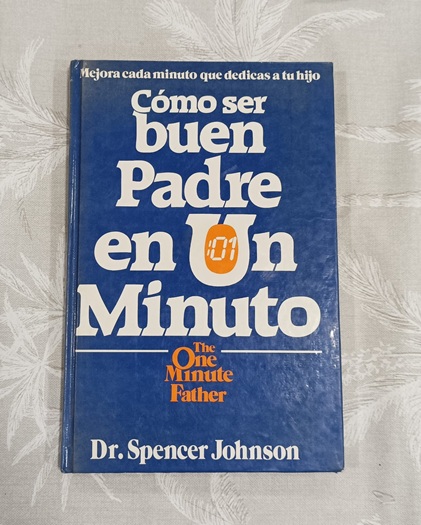 Mejora cada minuto que dedicas a tu hijo
Cómo ser
buen
Padre
en Un
:01
Minuto
The
One
Minute
Father
Dr. Spencer Johnson